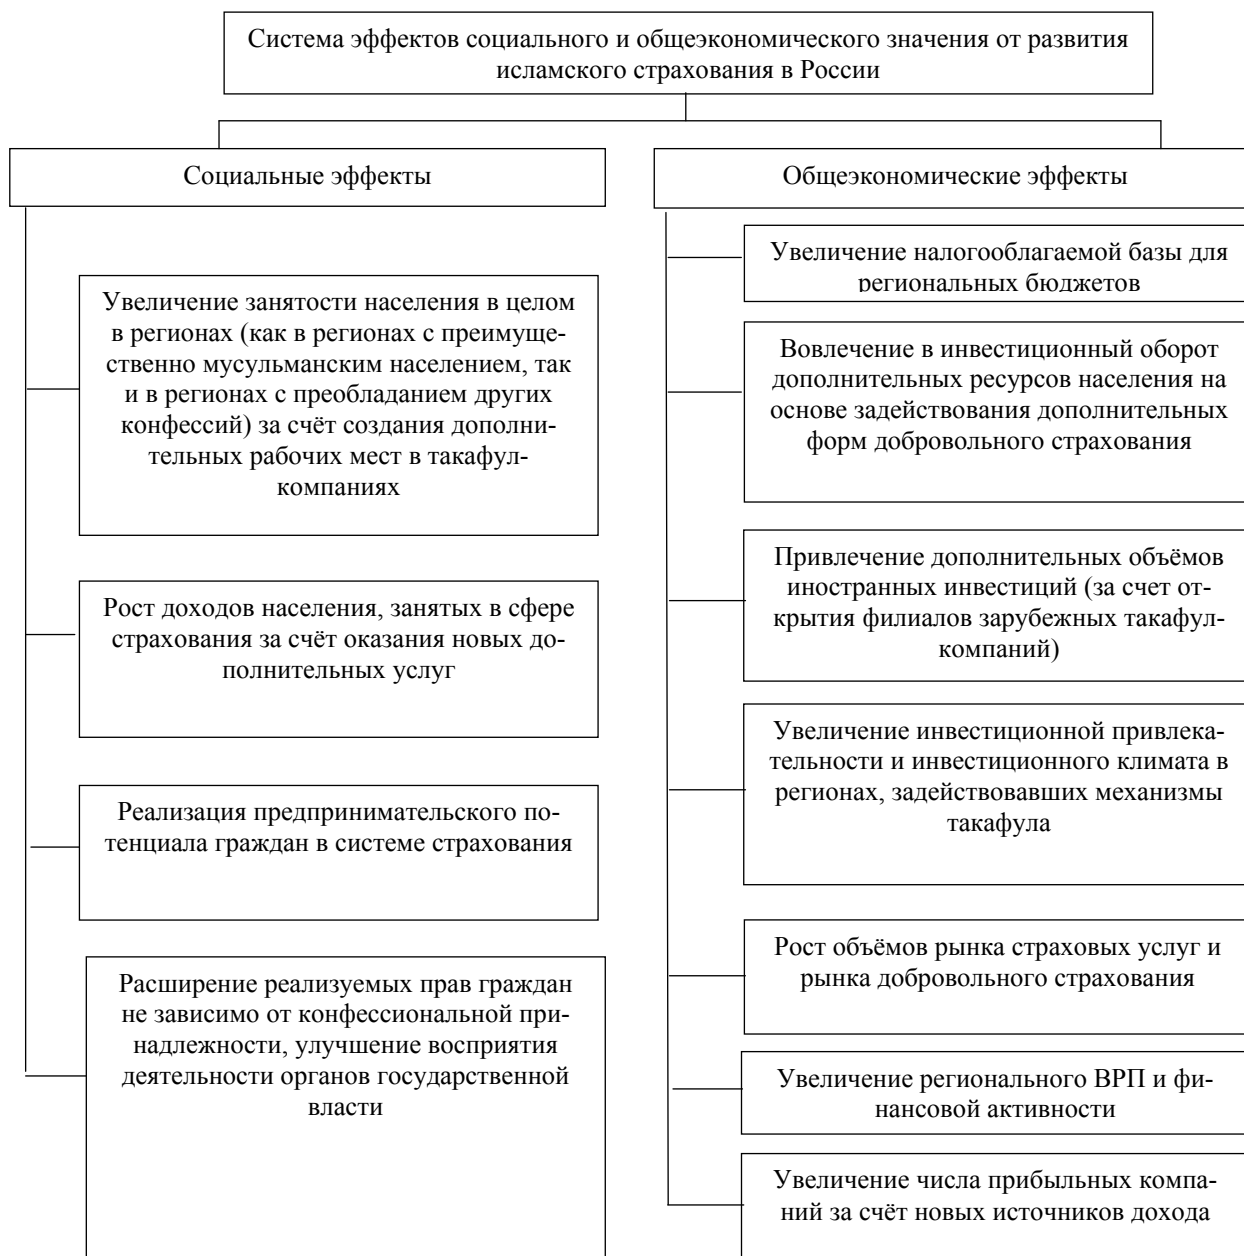 Система эффектов социального и общеэкономического значения от развития
исламского страхования в России
Социальные эффекты
Увеличение занятости населения в целом
в регионах (как в регионах с преимуще-
ственно мусульманским населением, так
и в регионах с преобладанием других
конфессий) за счёт создания дополни-
тельных рабочих мест в такафул-
компаниях
Рост доходов населения, занятых в сфере
страхования за счёт оказания новых до-
полнительных услуг
Реализация предпринимательского по-
тенциала граждан в системе страхования
Расширение реализуемых прав граждан
не зависимо от конфессиональной при-
надлежности, улучшение восприятия
деятельности органов государственной
власти
Общеэкономические эффекты
Увеличение налогооблагаемой базы для
региональных бюджетов
Вовлечение в инвестиционный оборот
дополнительных ресурсов населения на
основе задействования дополнительных
форм добровольного страхования
Привлечение дополнительных объёмов
иностранных инвестиций (за счет от-
крытия филиалов зарубежных такафул-
компаний)
Увеличение инвестиционной привлека-
тельности и инвестиционного климата в
регионах, задействовавших механизмы
такафула
Рост объёмов рынка страховых услуг и
рынка добровольного страхования
Увеличение регионального ВРП и фи-
нансовой активности
Увеличение числа прибыльных компа-
ний за счёт новых источников дохода